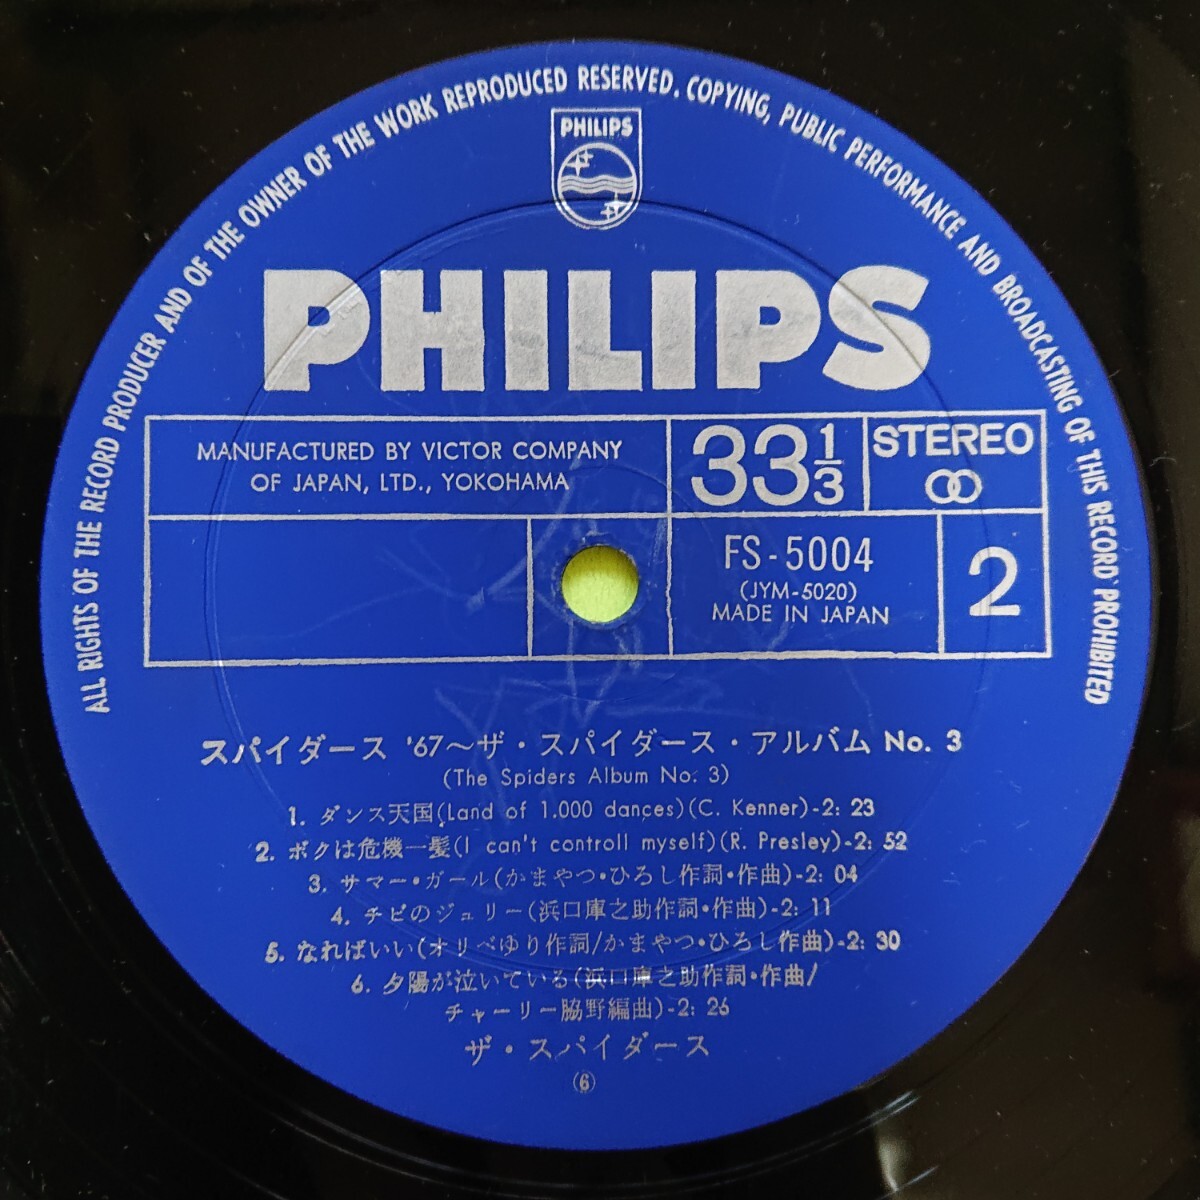 ALL RIGHTS OF THE RECORD PRODUCER AND OF THE OWNER OF THE WORK REPRODUCED RESERVED. COPYING, PUBLIC PERFORMANCE AND BROADCASTING OF THIS RECORD PROHIBITED
PHILIPS
PHILIPS
MANUFACTURED BY VICTOR COMPANY
OF JAPAN, LTD., YOKOHAMA
33 1/3
STEREO
FS-5004
(JYM-5020)
MADE IN JAPAN
2
スパイダース '67～ザ・スパイダース・アルバム No. 3
(The Spiders Album No. 3)
1. ダンス天国(Land of 1.000 dances)(C. Kenner)-2: 23
2. ボクは危機一髪(I can't controll myself)(R. Presley)-2: 52
3. サマー・ガール(かまやつ・ひろし作詞・作曲)-2: 04
4. チビのジュリー(浜口庫之助作詞・作曲)-2: 11
5. なればいい(オリベゆり作詞/かまやつ・ひろし作曲)-2: 30
6. 夕陽が泣いている(浜口庫之助作詞・作曲/
チャーリー脇野編曲)-2: 26
ザ・スパイダース
(6)